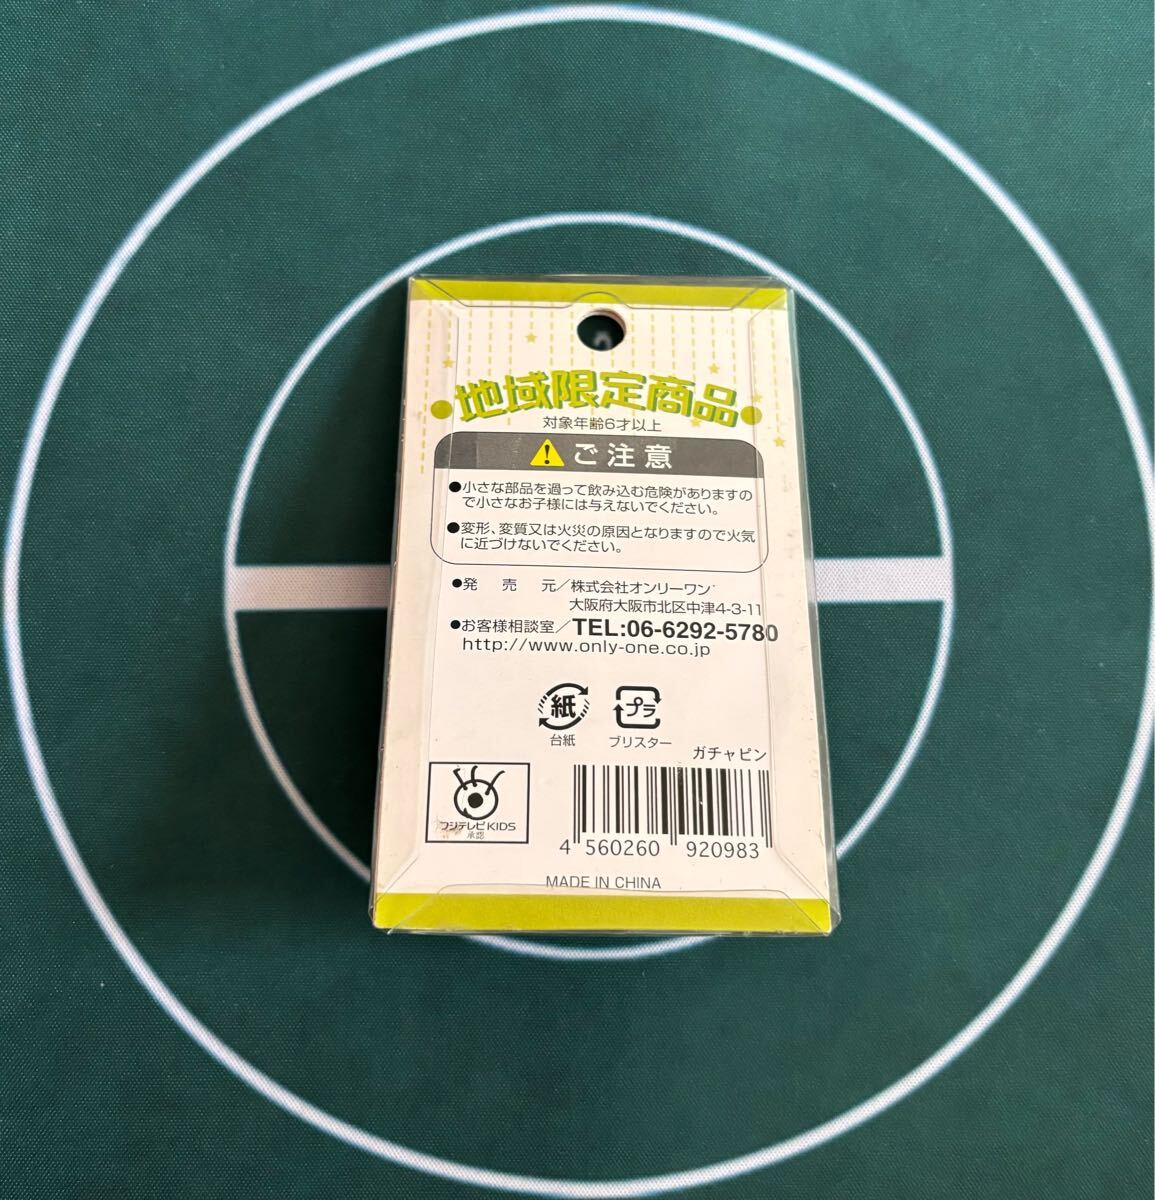 地域限定商品
対象年齢6才以上
ご注意
●小さな部品を過って飲み込む危険がありますの
で小さなお子様には与えないでください。
●変形、変質又は火災の原因となりますので火気
に近づけないでください。
●発売元／株式会社オンリーワン
大阪府大阪市北区中津4-3-11
●お客様相談室／TEL:06-6292-5780
http://www.only-one.co.jp
紙 プラ
台紙 ブリスター
ガチャピン
フジテレビKIDS
承認
4 560260 920983
MADE IN CHINA